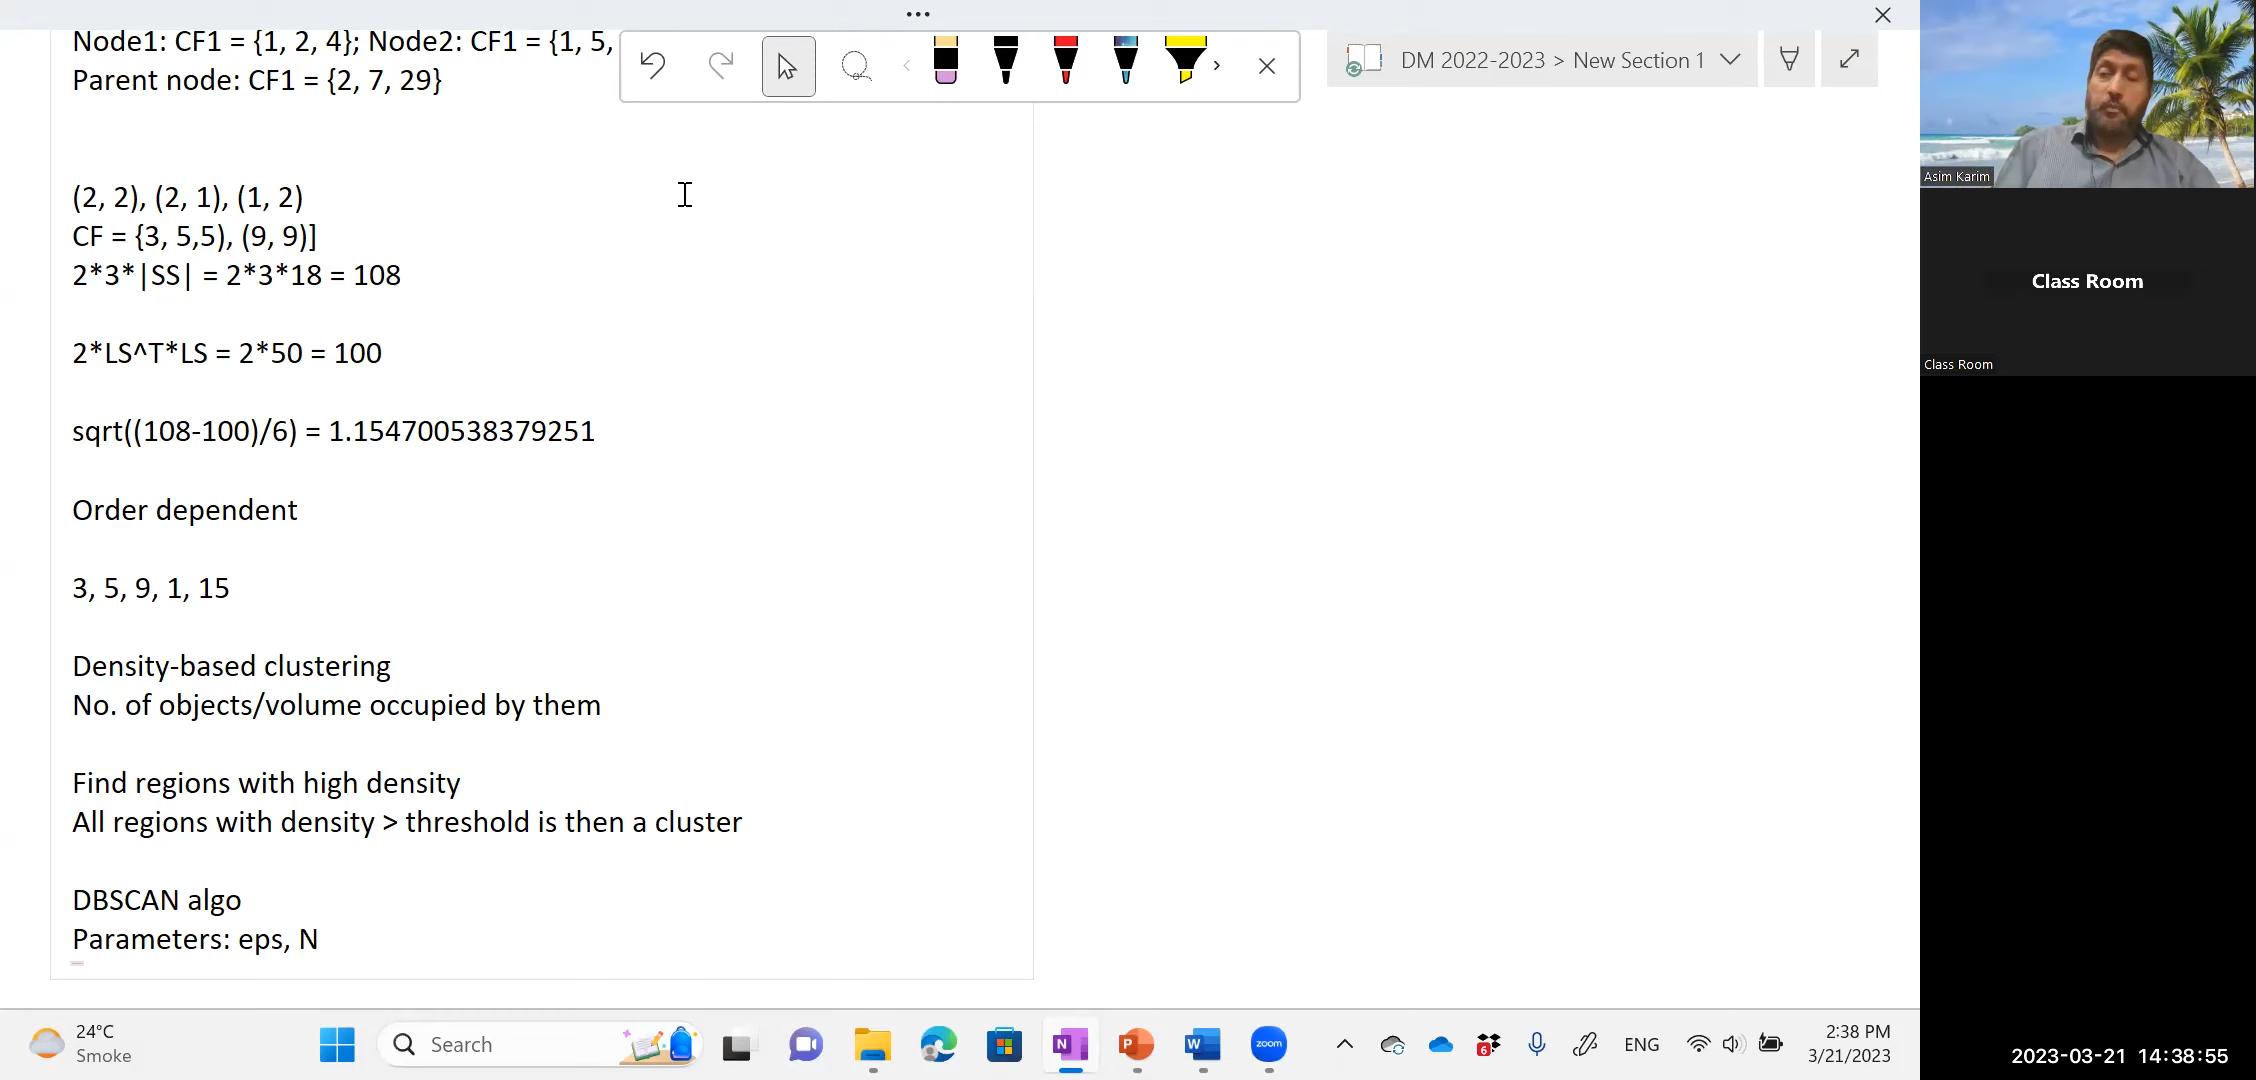 Node1: CF1 = {1, 2, 4}; Node2: CF1 = {1, 5,
Parent node: CF1 = {2, 7, 29}
DM 2022-2023 > New Section 1
(2, 2), (2, 1), (1, 2)
CF = {3, 5,5), (9, 9)]
2*3*|SS| = 2*3*18 = 108
2*LS^T*LS = 2*50 = 100
sqrt((108-100)/6) = 1.154700538379251
Order dependent
3, 5, 9, 1, 15
Density-based clustering
No. of objects/volume occupied by them
Find regions with high density
All regions with density > threshold is then a cluster
DBSCAN algo
Parameters: eps, N
Asim Karim
Class Room
Class Room
24°C
Smoke
Search
N
P
W
zoom
6
ENG
2:38 PM
3/21/2023
2023-03-21 14:38:55